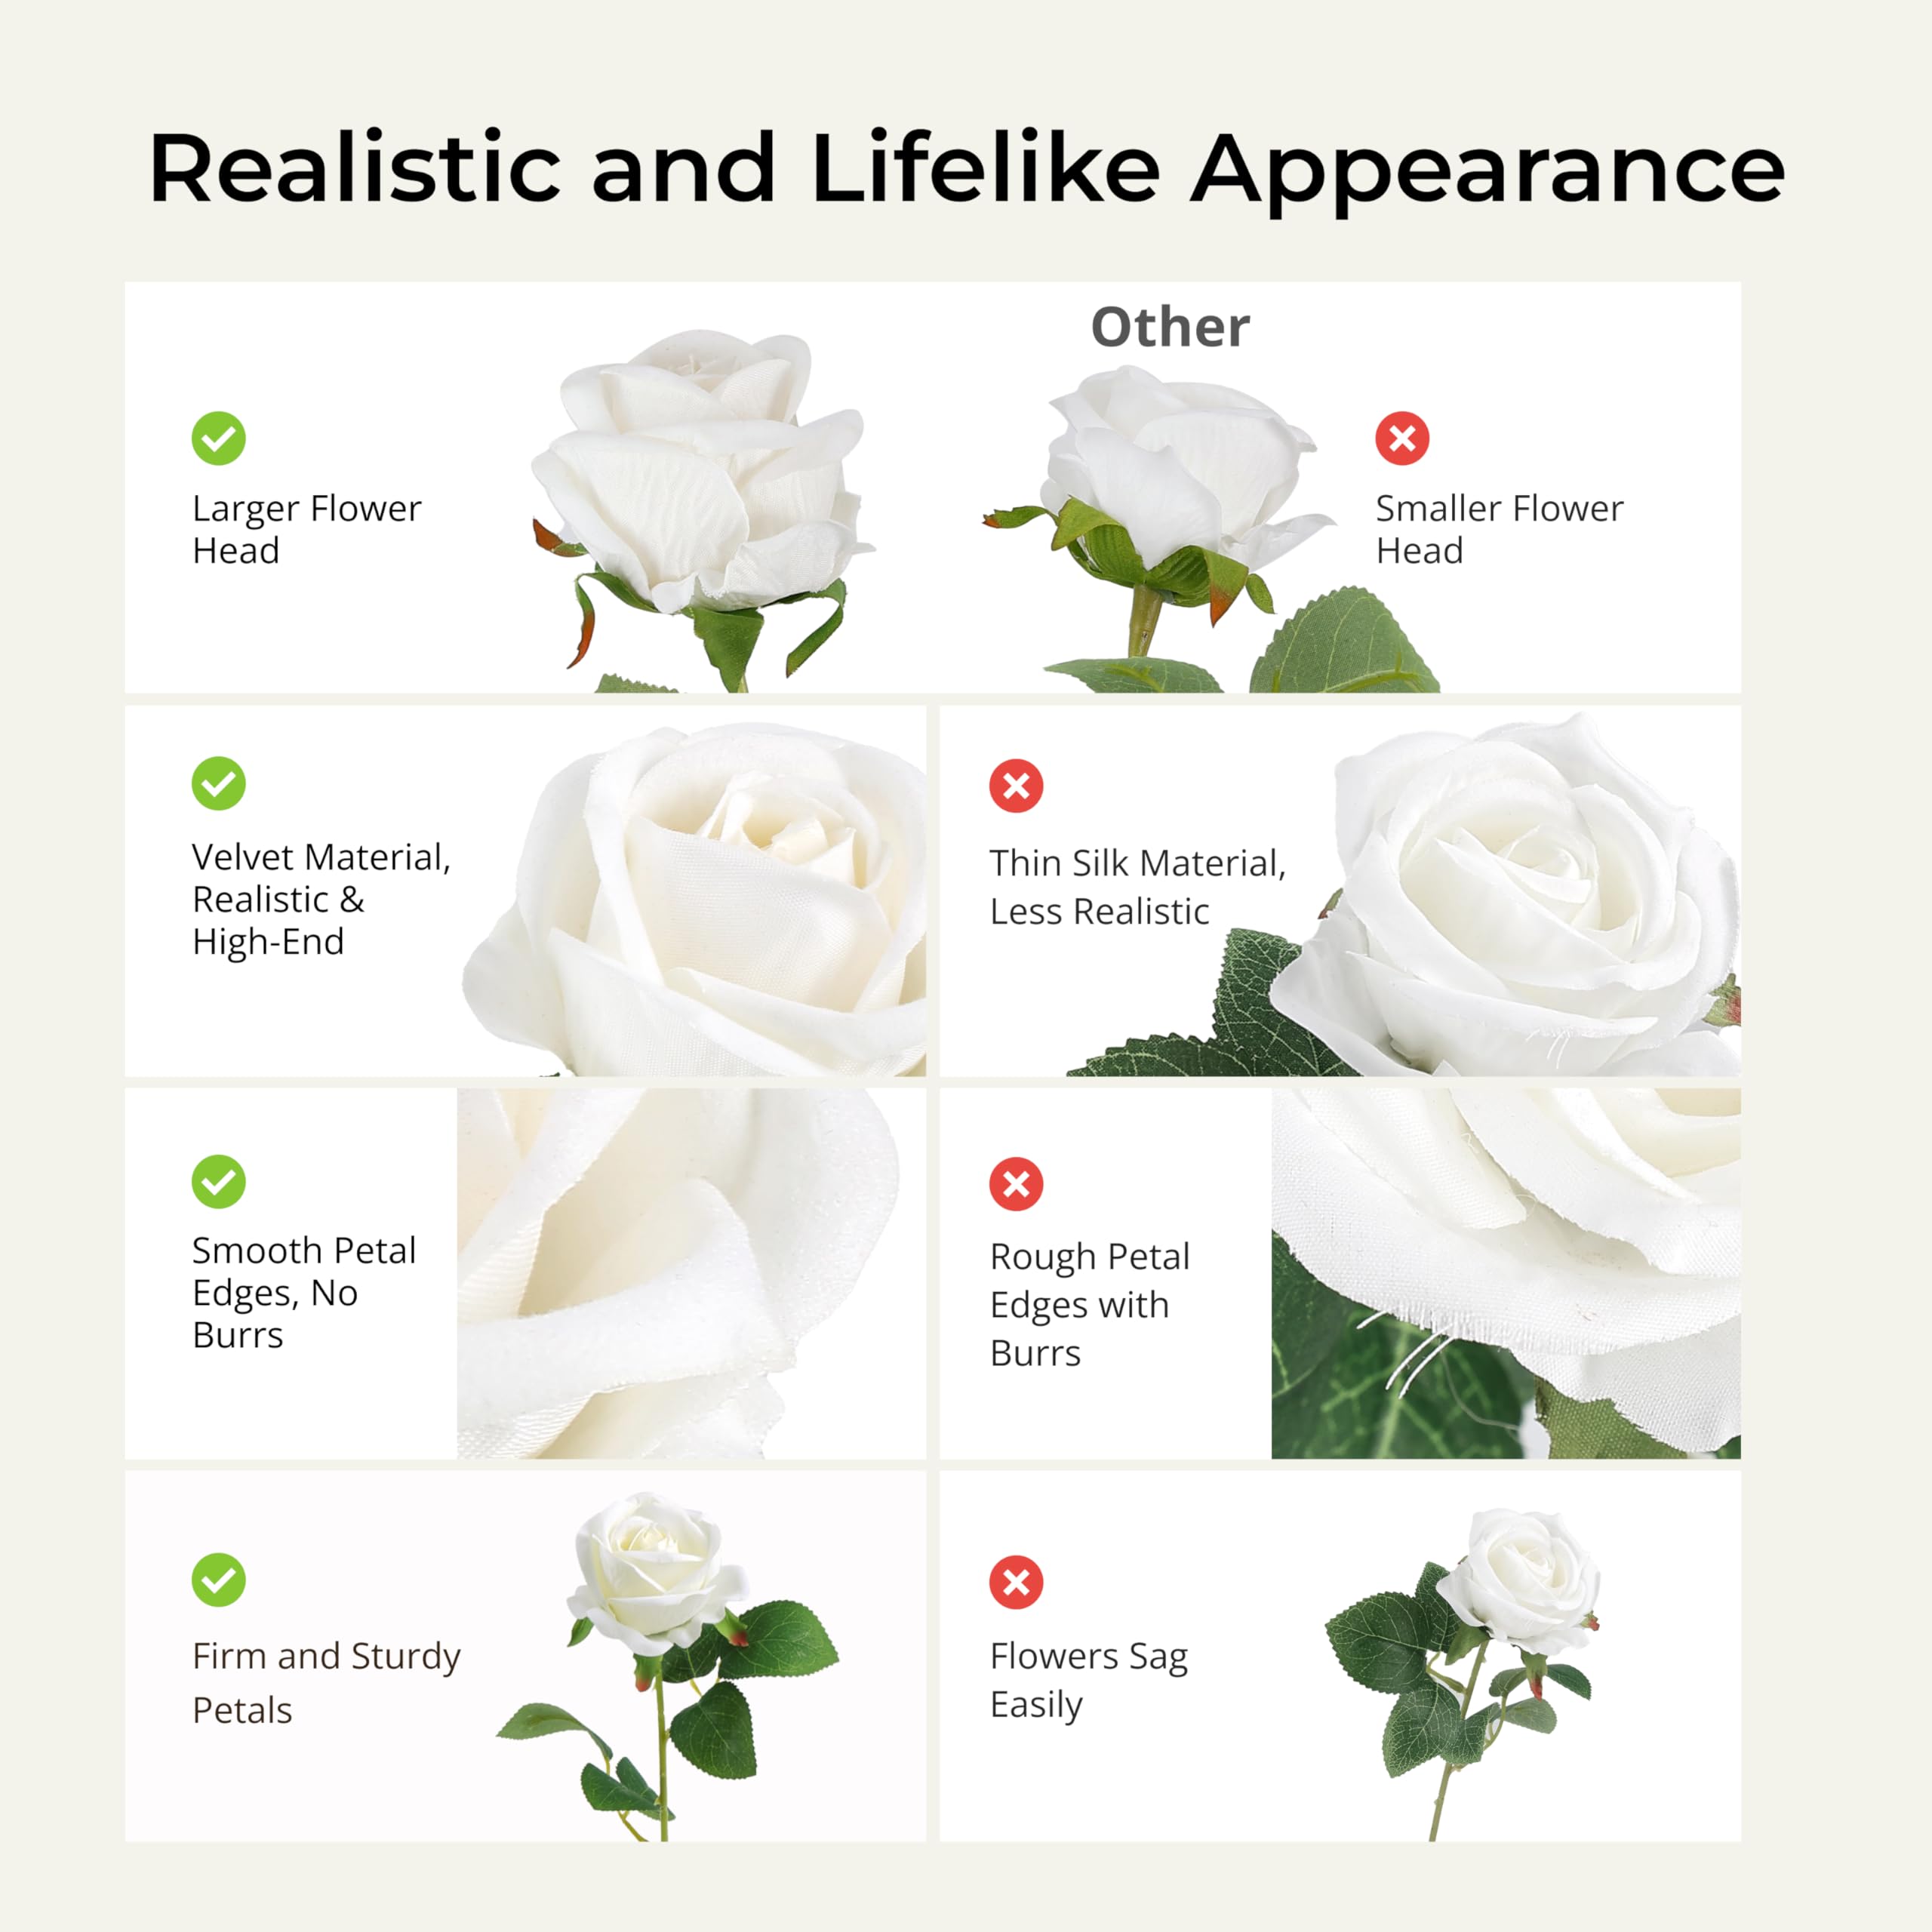 Realistic and Lifelike Appearance
Other
Larger Flower
Head
Smaller Flower
Head
Velvet Material,
Realistic &
High-End
Thin Silk Material,
Less Realistic
Smooth Petal
Edges, No
Burrs
Rough Petal
Edges with
Burrs
Firm and Sturdy
Petals
Flowers Sag
Easily